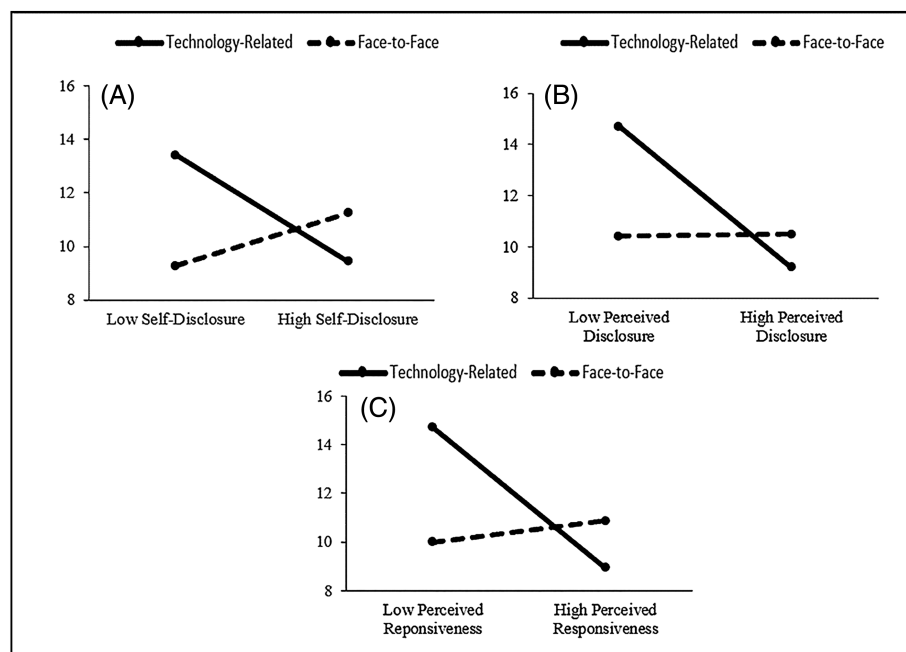 Technology-Related Face-to-Face
(A)
16
14
12
10
8
Low Self-Disclosure High Self-Disclosure
Technology-Related Face-to-Face
(B)
16
14
12
10
8
Low Perceived High Perceived
Disclosure Disclosure
Technology-Related Face-to-Face
(C)
16
14
12
10
8
Low Perceived High Perceived
Reponsiveness Responsiveness